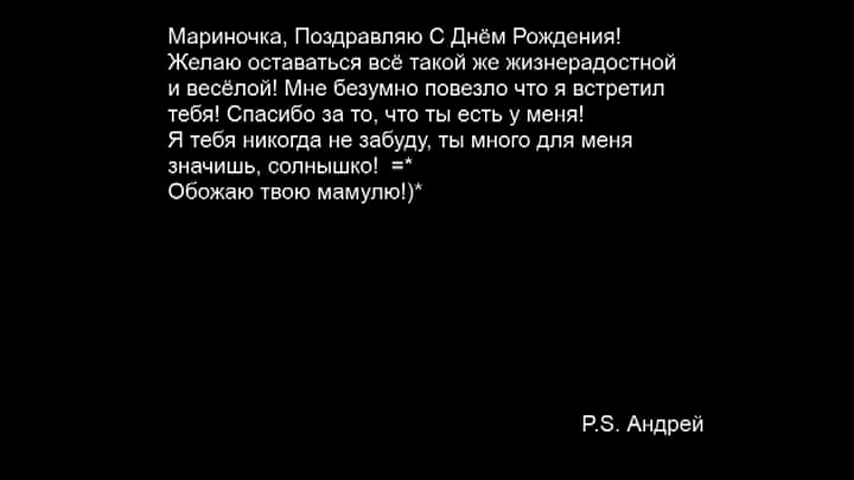 Мариночка, Поздравляю С Днём Рождения!
Желаю оставаться всё такой же жизнерадостной
и весёлой! Мне безумно повезло что я встретил
тебя! Спасибо за то, что ты есть у меня!
Я тебя никогда не забуду, ты много для меня
значишь, солнышко!  =*
Обожаю твою мамулю!)*
P.S. Андрей